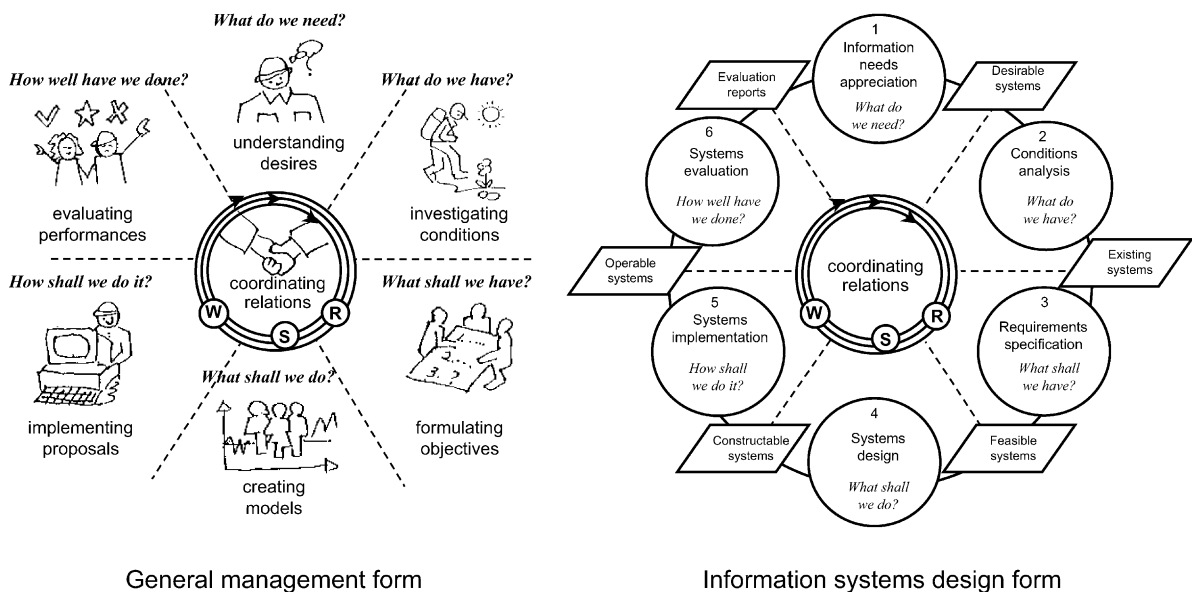 What do we need?
understanding
desires
How well have we done?
evaluating
performances
What do we have?
investigating
conditions
coordinating
relations
W
S
R
How shall we do it?
implementing
proposals
What shall we have?
3. ?
formulating
objectives
What shall we do?
creating
models
General management form
1
Information
needs
appreciation
What do
we need?
Desirable
systems
2
Conditions
analysis
What do
we have?
Existing
systems
3
Requirements
specification
What shall
we have?
Feasible
systems
4
Systems
design
What shall
we do?
Constructable
systems
5
Systems
implementation
How shall
we do it?
Operable
systems
6
Systems
evaluation
How well have
we done?
Evaluation
reports
coordinating
relations
W
S
R
Information systems design form